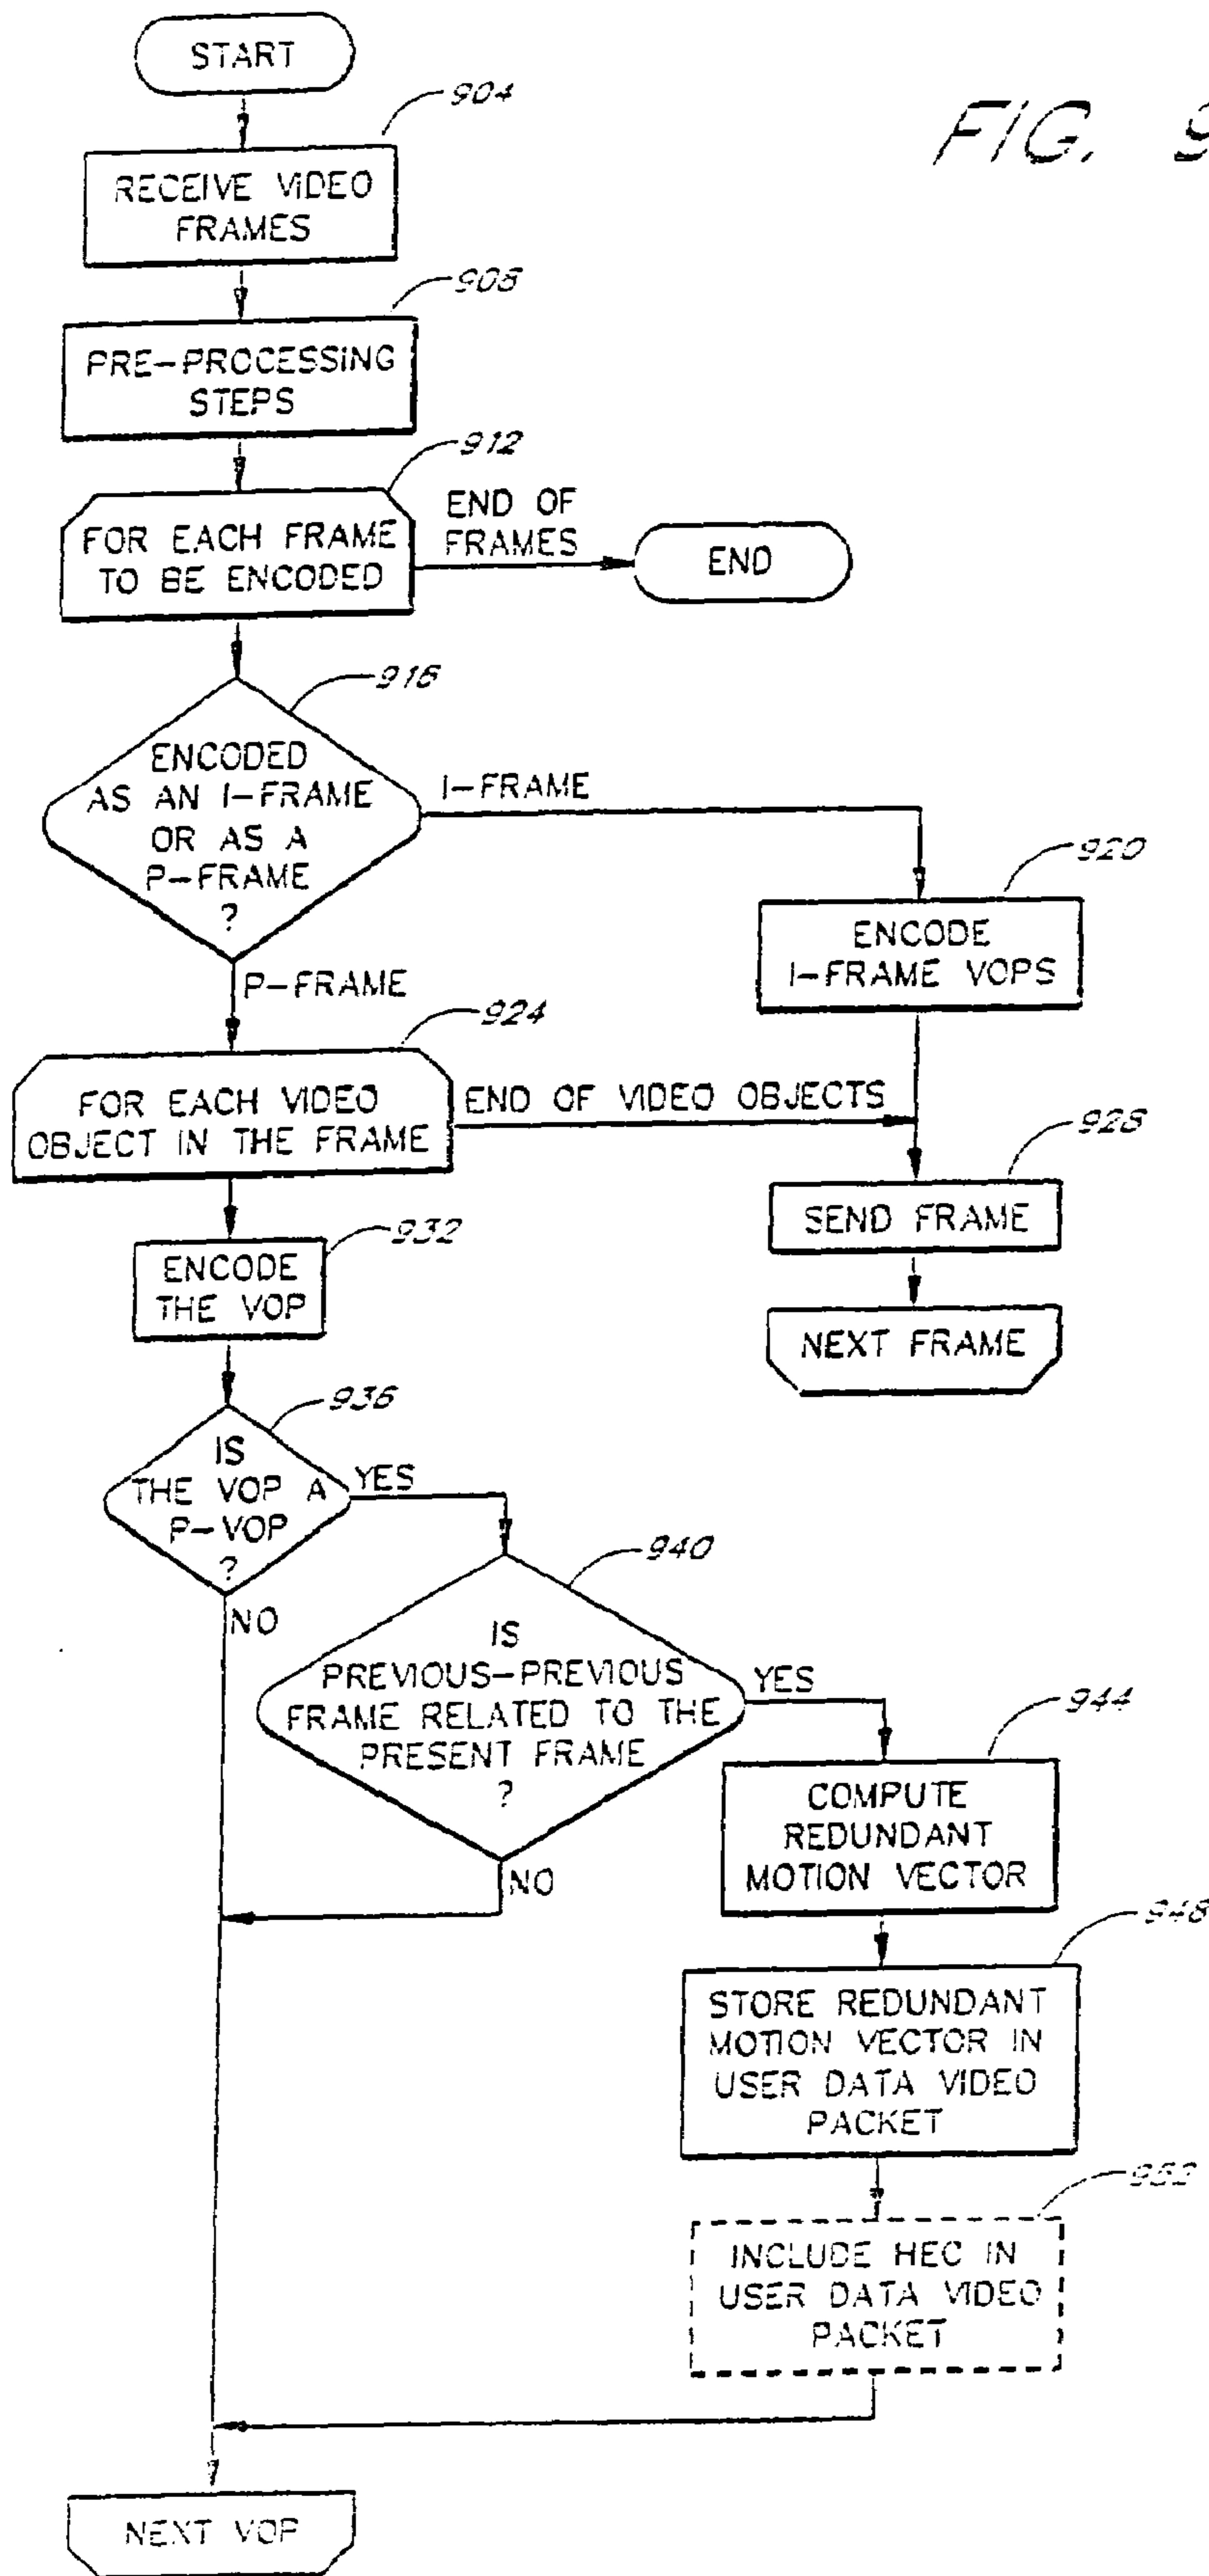 START
904
FIG. 9
RECEIVE VIDEO
FRAMES
908
PRE-PROCESSING
STEPS
912
FOR EACH FRAME
TO BE ENCODED
END OF
FRAMES
END
916
ENCODED
AS AN I-FRAME
OR AS A
P-FRAME
?
I-FRAME
920
ENCODE
I-FRAME VOPS
P-FRAME
924
FOR EACH VIDEO
OBJECT IN THE FRAME
END OF VIDEO OBJECTS
928
SEND FRAME
932
ENCODE
THE VOP
NEXT FRAME
936
IS
THE VOP A
P-VOP
?
YES
NO
940
IS
PREVIOUS-PREVIOUS
FRAME RELATED TO THE
PRESENT FRAME
?
YES
NO
944
COMPUTE
REDUNDANT
MOTION VECTOR
948
STORE REDUNDANT
MOTION VECTOR IN
USER DATA VIDEO
PACKET
952
INCLUDE HEC IN
USER DATA VIDEO
PACKET
NEXT VOP